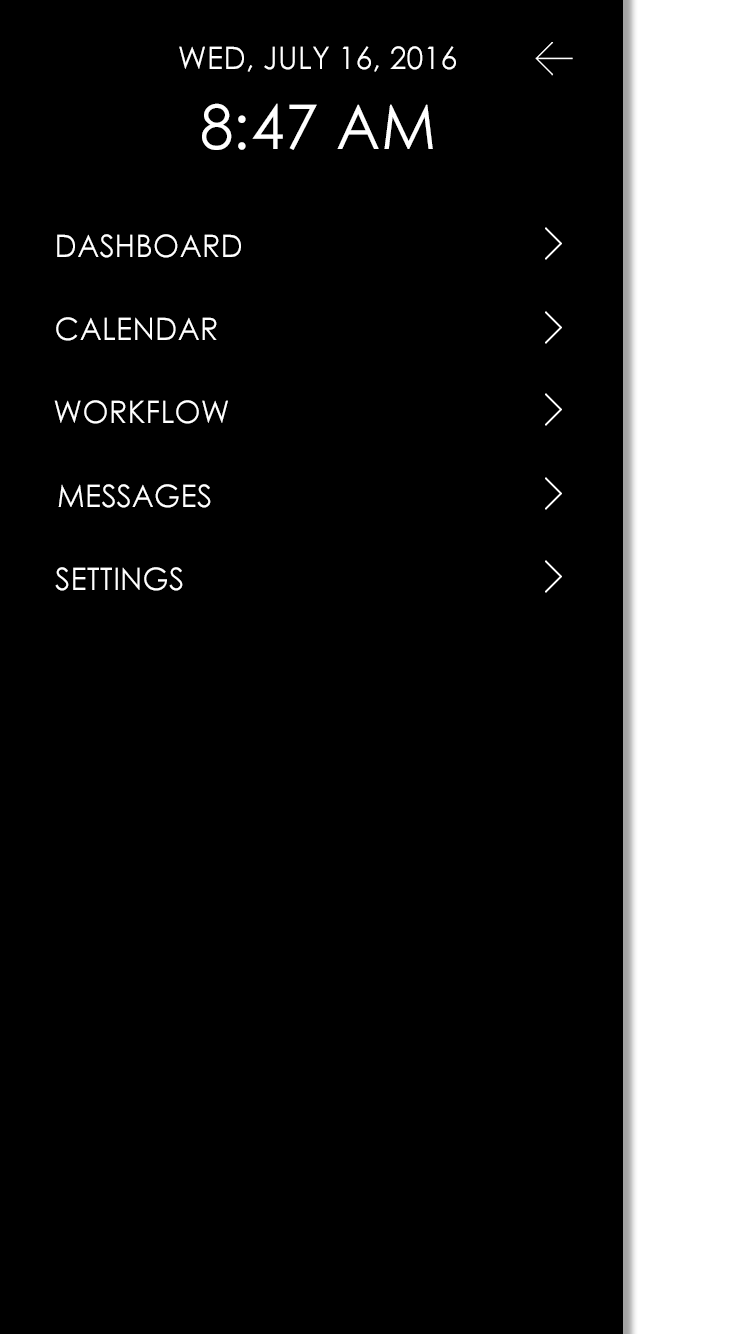 WED, JULY 16, 2016
8:47 AM
DASHBOARD
CALENDAR
WORKFLOW
MESSAGES
SETTINGS